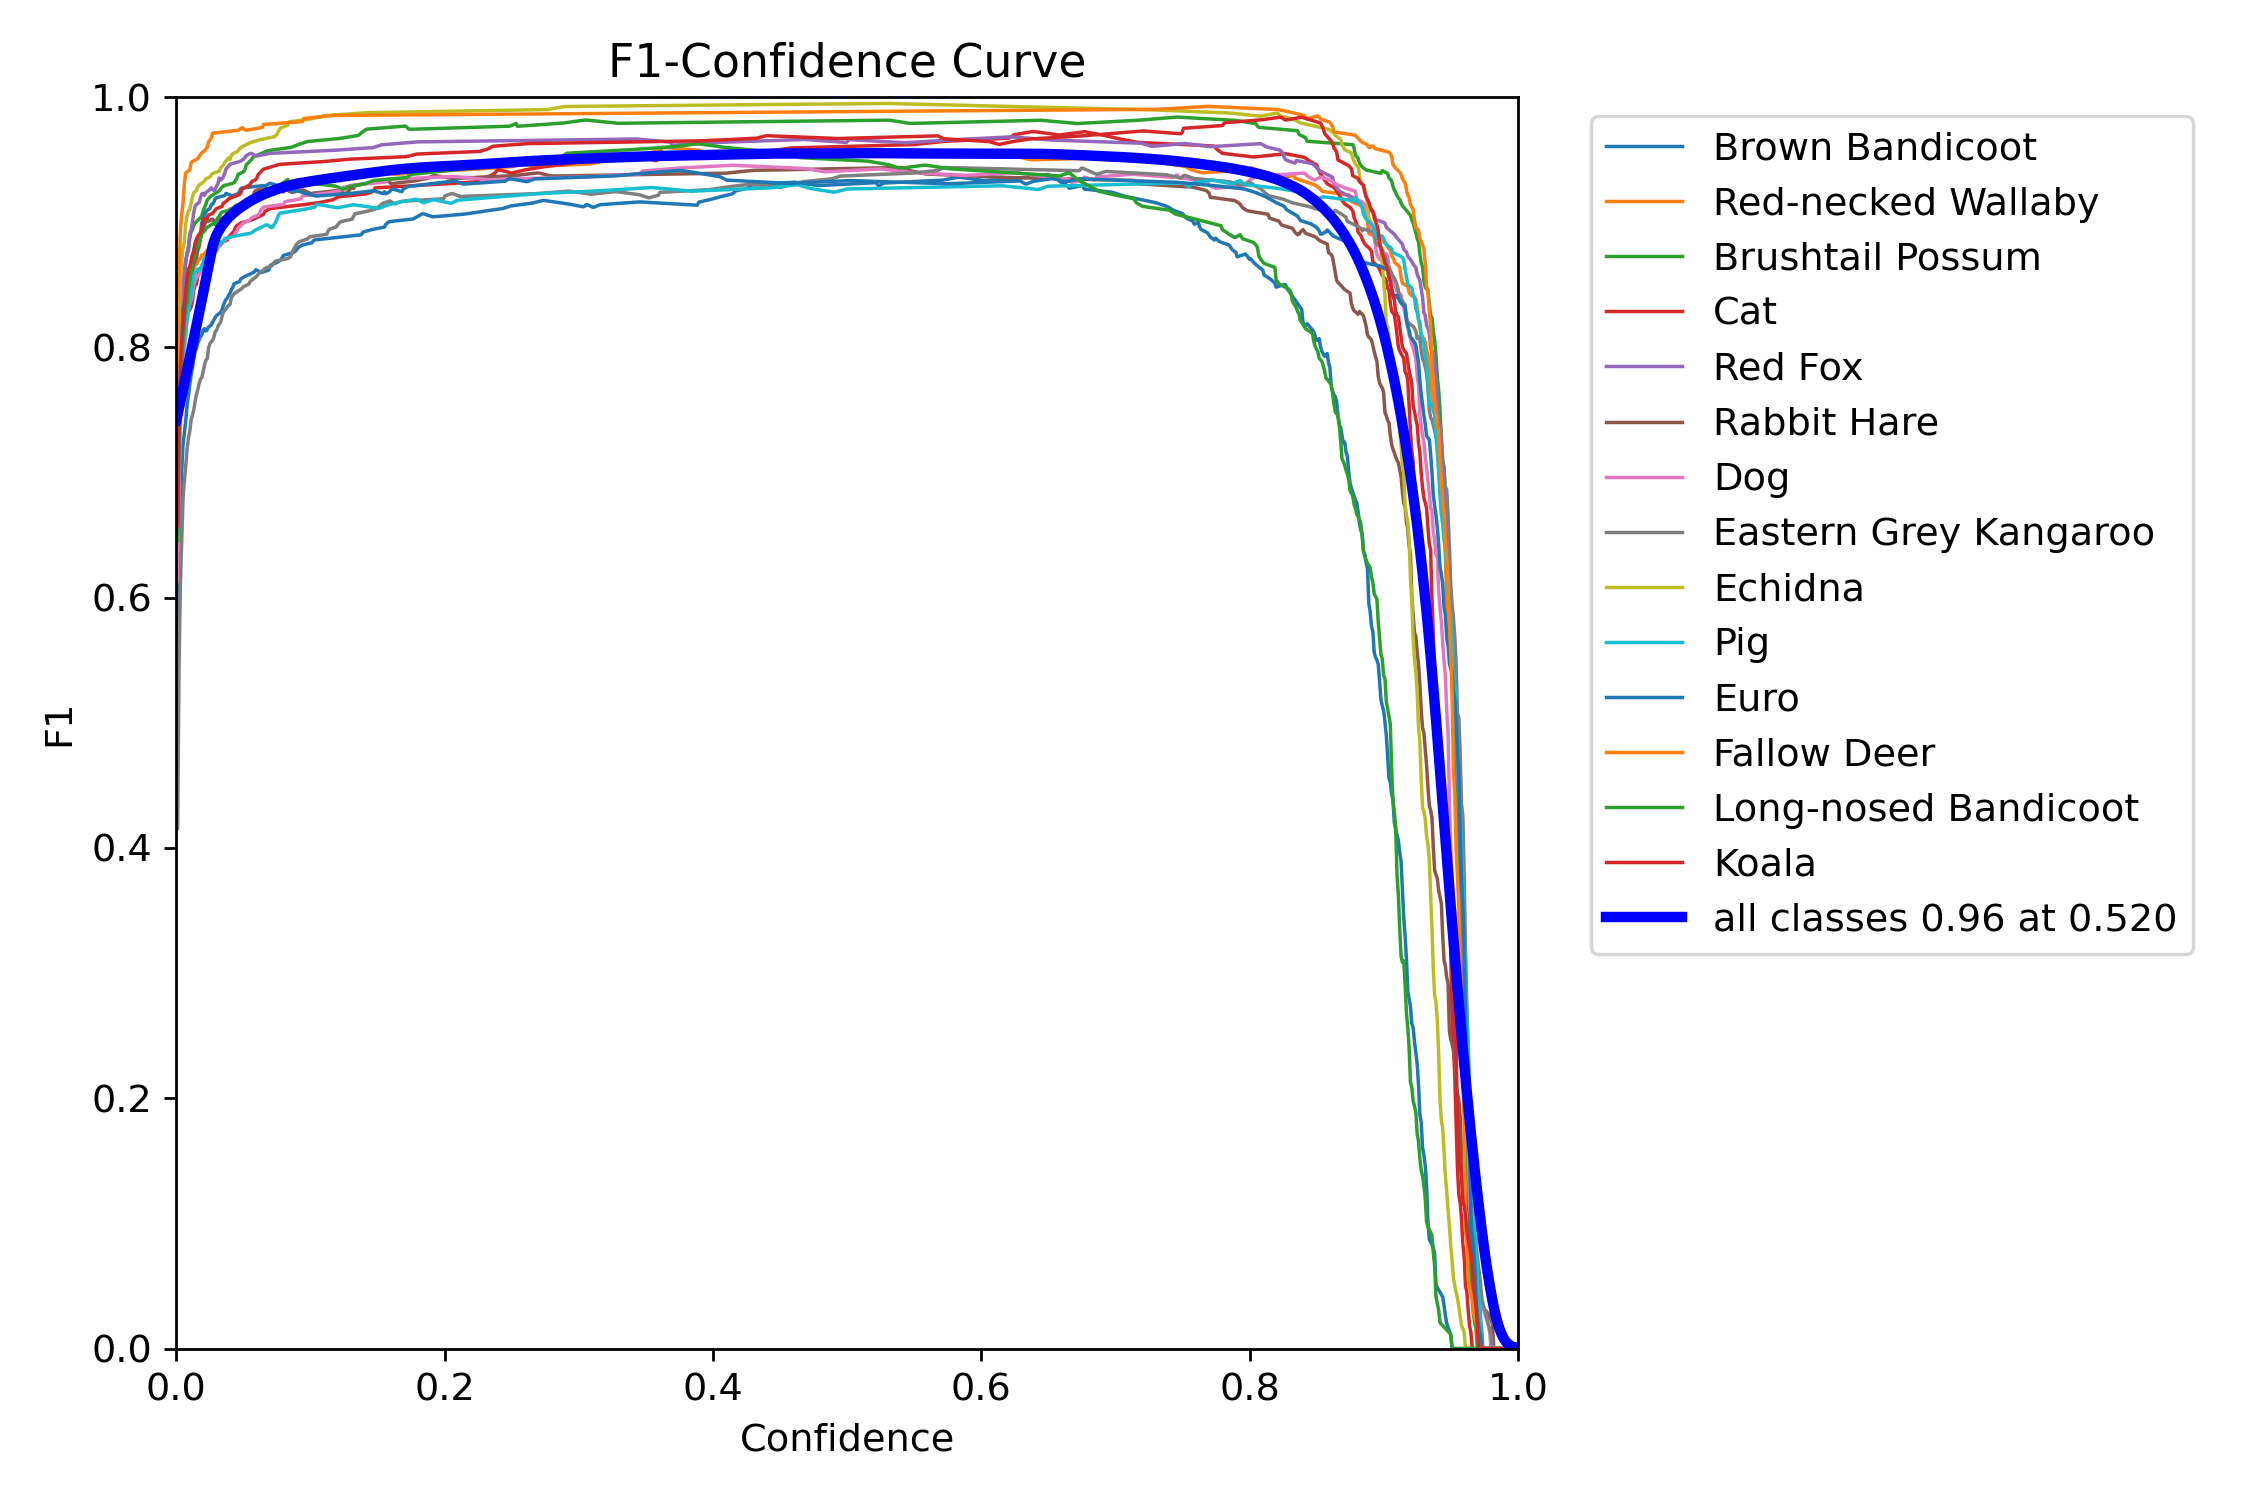 F1-Confidence Curve
1.0
0.8
0.6
0.4
0.2
0.0
F1
0.0 0.2 0.4 0.6 0.8 1.0
Confidence
Brown Bandicoot
Red-necked Wallaby
Brushtail Possum
Cat
Red Fox
Rabbit Hare
Dog
Eastern Grey Kangaroo
Echidna
Pig
Euro
Fallow Deer
Long-nosed Bandicoot
Koala
all classes 0.96 at 0.520